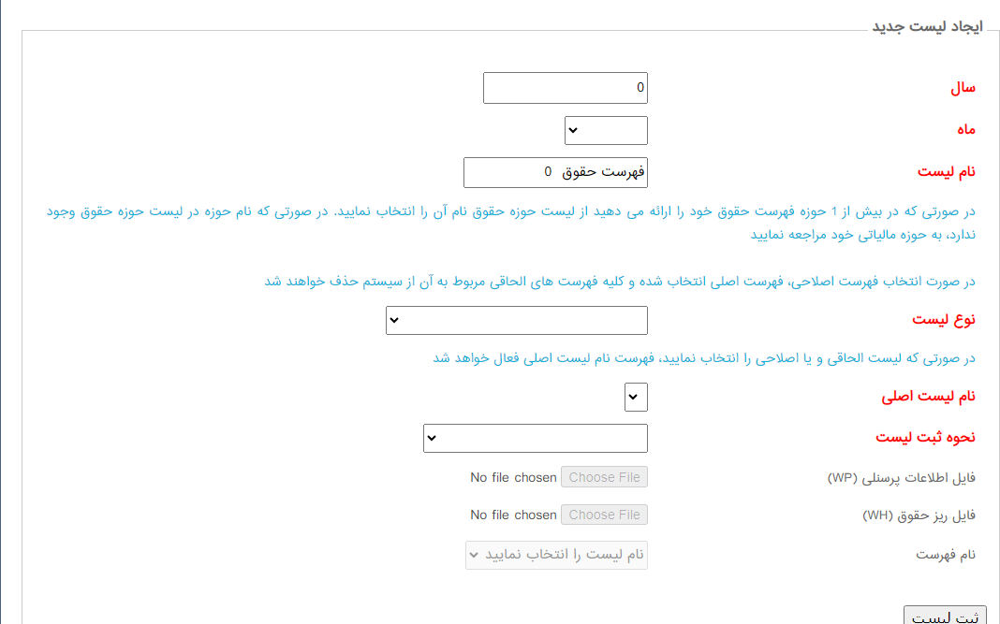 ایجاد لیست جدید
سال 0
ماه
نام لیست فهرست حقوق 0
در صورتی که در بیش از 1 حوزه فهرست حقوق خود را ارائه می دهید از لیست حوزه حقوق نام آن را انتخاب نمایید. در صورتی که نام حوزه در لیست حوزه حقوق وجود
ندارد، به حوزه مالیاتی خود مراجعه نمایید
در صورت انتخاب فهرست اصلاحی، فهرست اصلی انتخاب شده و کلیه فهرست های الحاقی مربوط به آن از سیستم حذف خواهند شد
نوع لیست
در صورتی که لیست الحاقی و یا اصلاحی را انتخاب نمایید، فهرست نام لیست اصلی فعال خواهد شد
نام لیست اصلی
نحوه ثبت لیست
فایل اطلاعات پرسنلی (WP) Choose File No file chosen
فایل ریز حقوق (WH) Choose File No file chosen
نام فهرست نام لیست را انتخاب نمایید
ثبت لیست